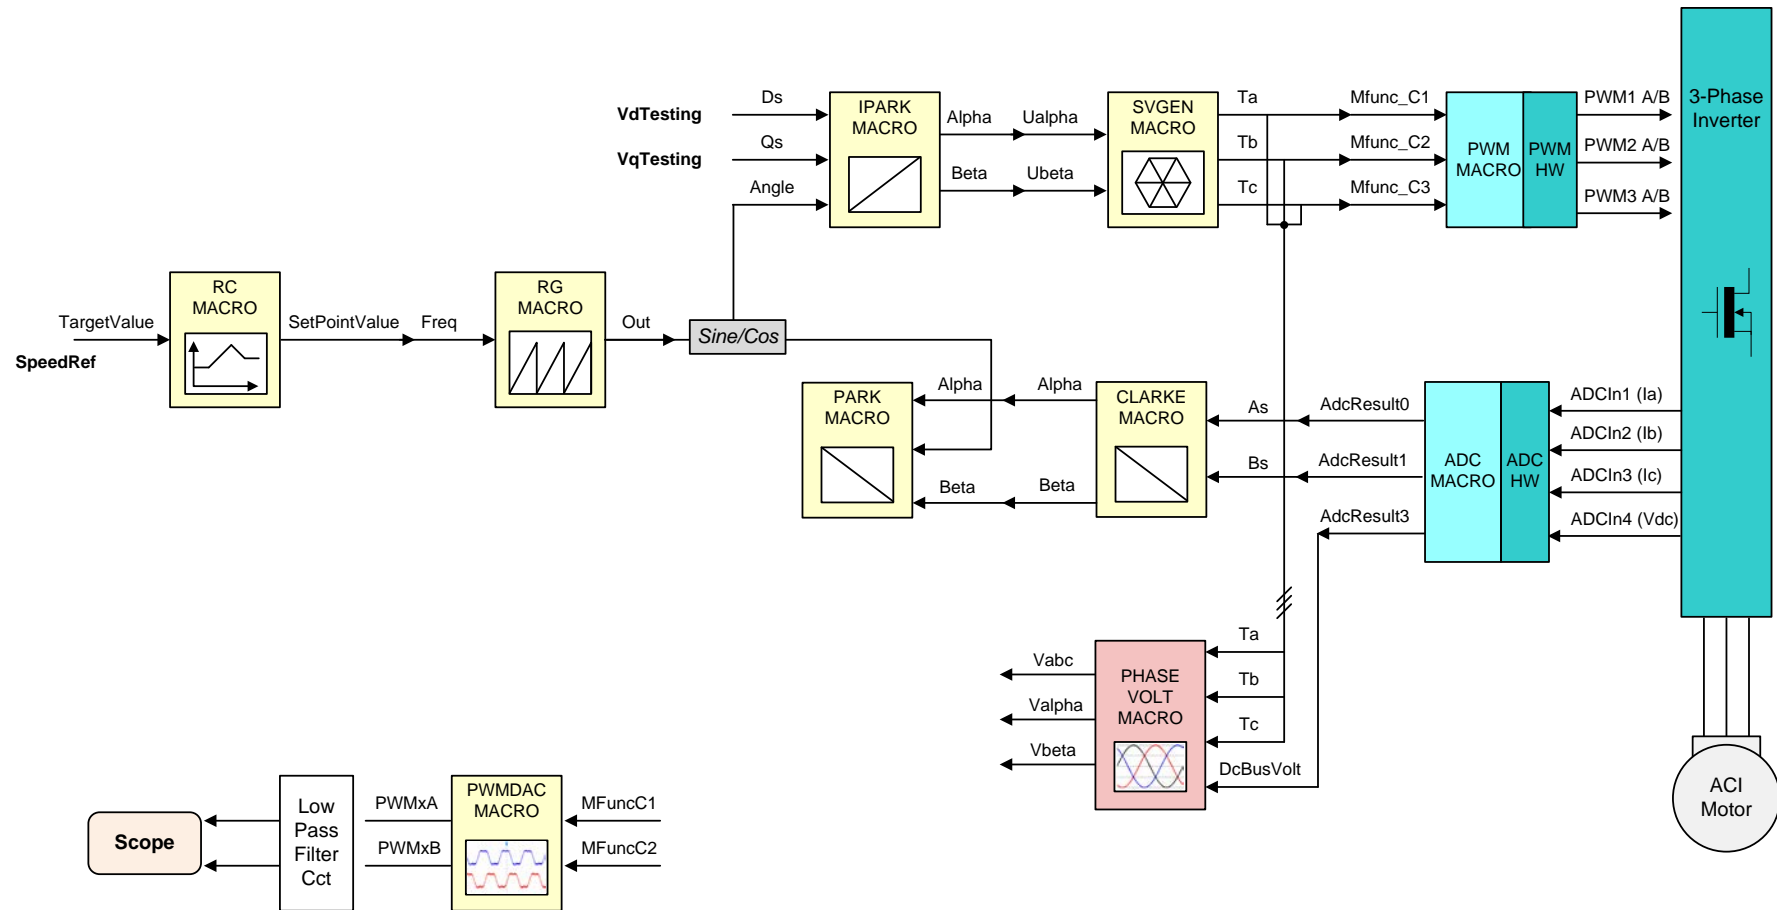 Ds
VdTesting
Qs
VqTesting
Angle
IPARK
MACRO
Alpha
Ualpha
Beta
Ubeta
SVGEN
MACRO
Ta
Mfunc_C1
Tb
Mfunc_C2
Tc
Mfunc_C3
PWM
MACRO
PWM
HW
PWM1 A/B
PWM2 A/B
PWM3 A/B
3-Phase
Inverter
TargetValue
SpeedRef
RC
MACRO
SetPointValue
Freq
RG
MACRO
Out
Sine/Cos
PARK
MACRO
Alpha
Alpha
Beta
Beta
CLARKE
MACRO
As
AdcResult0
Bs
AdcResult1
AdcResult3
ADC
MACRO
ADC
HW
ADCIn1 (Ia)
ADCIn2 (Ib)
ADCIn3 (Ic)
ADCIn4 (Vdc)
Vabc
Valpha
Vbeta
PHASE
VOLT
MACRO
Ta
Tb
Tc
DcBusVolt
ACI
Motor
Scope
Low
Pass
Filter
Cct
PWMxA
PWMxB
PWMDAC
MACRO
MFuncC1
MFuncC2